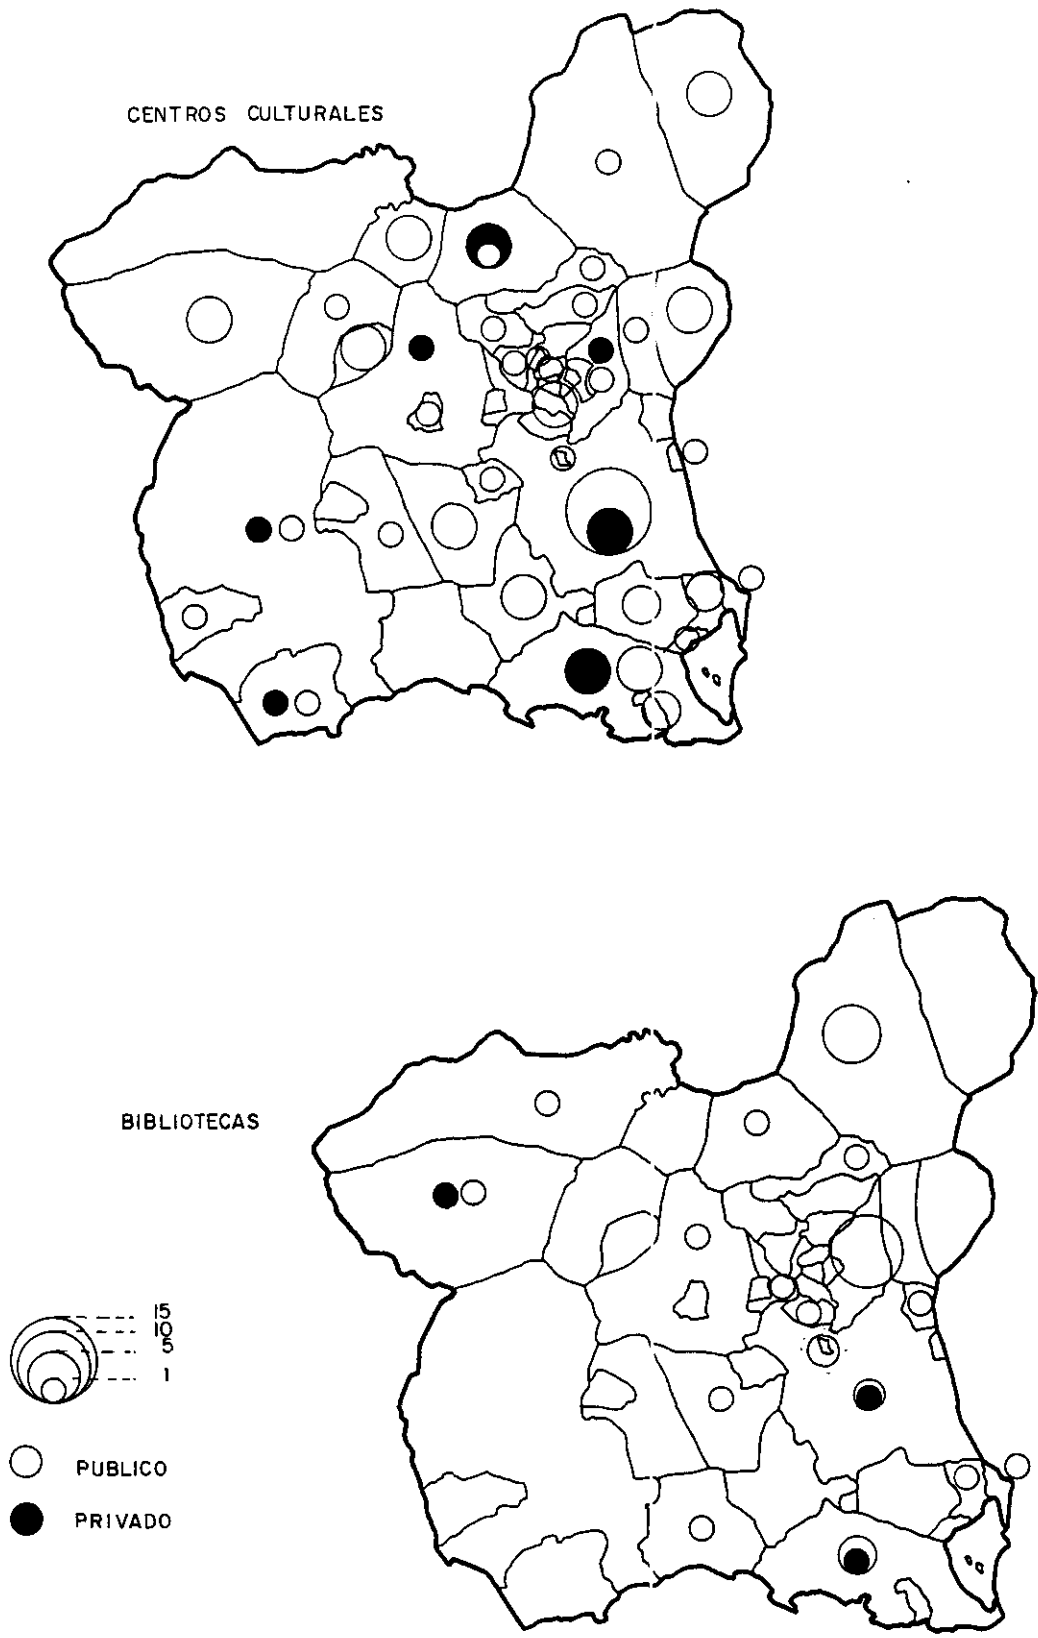 CENTROS CULTURALES
BIBLIOTECAS
15
10
5
1
PUBLICO
PRIVADO